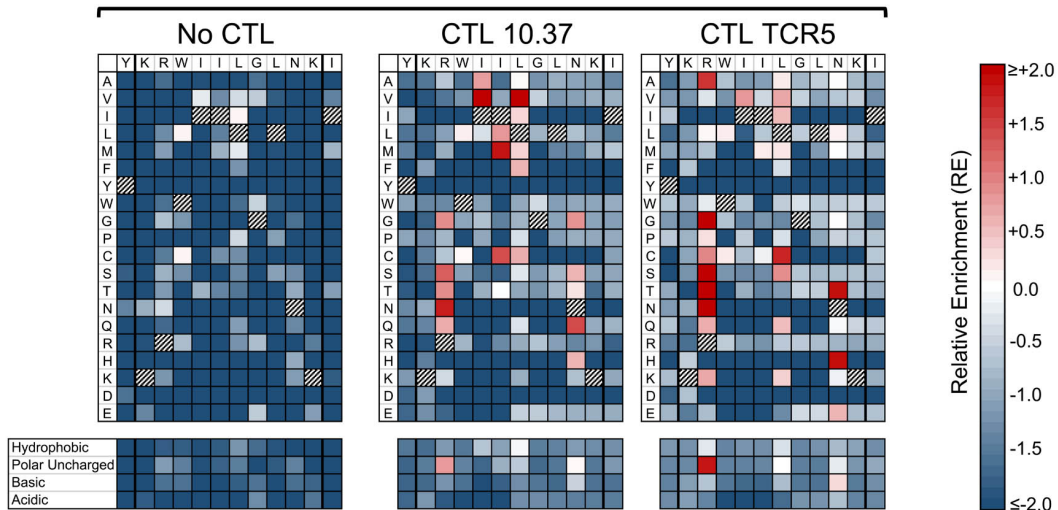 No CTL CTL 10.37 CTL TCR5
Y K R W I I L G L N K I Y K R W I I L G L N K I Y K R W I I L G L N K I
A A A
V V V
I I I
L L L
M M M
F F F
Y Y Y
W W W
G G G
P P P
C C C
S S S
T T T
N N N
Q Q Q
R R R
H H H
K K K
D D D
E E E
Hydrophobic
Polar Uncharged
Basic
Acidic
≥+2.0
+1.5
+1.0
+0.5
0.0
-0.5
-1.0
-1.5
≤-2.0
Relative Enrichment (RE)